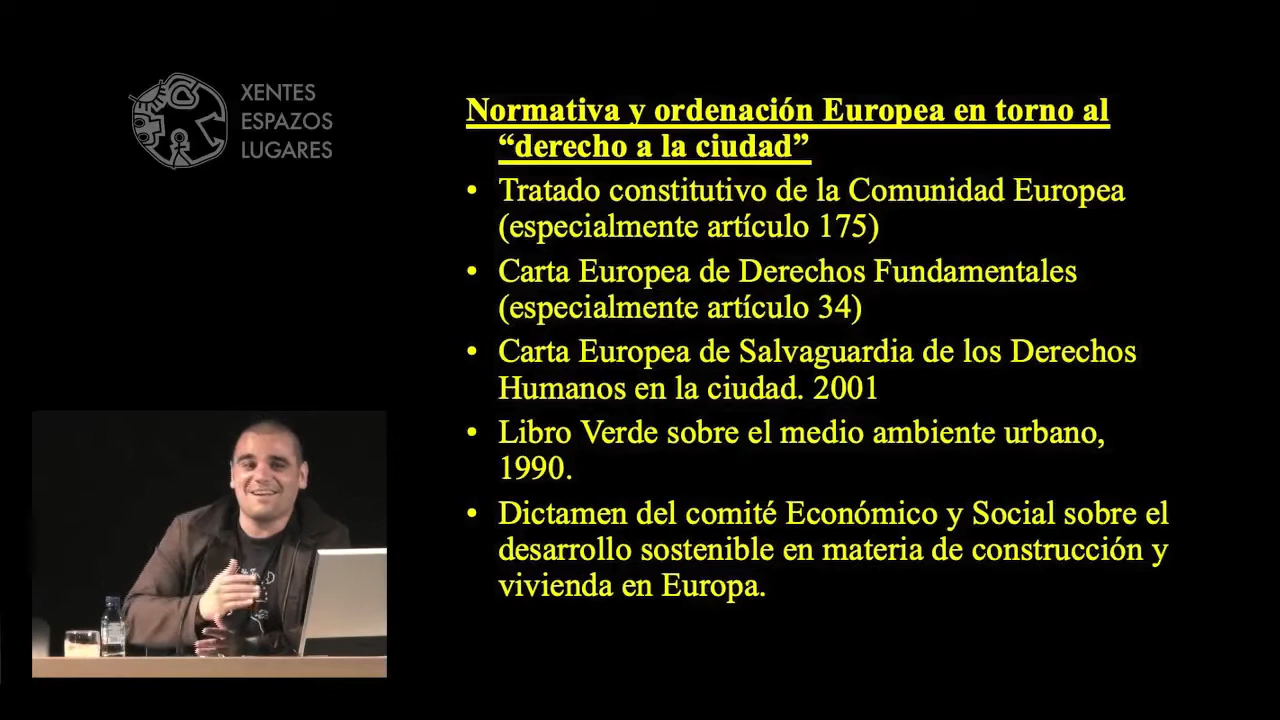 XENTES
ESPAZOS
LUGARES
Normativa y ordenación Europea en torno al
“derecho a la ciudad”
• Tratado constitutivo de la Comunidad Europea
(especialmente artículo 175)
• Carta Europea de Derechos Fundamentales
(especialmente artículo 34)
• Carta Europea de Salvaguardia de los Derechos
Humanos en la ciudad. 2001
• Libro Verde sobre el medio ambiente urbano,
1990.
• Dictamen del comité Económico y Social sobre el
desarrollo sostenible en materia de construcción y
vivienda en Europa.